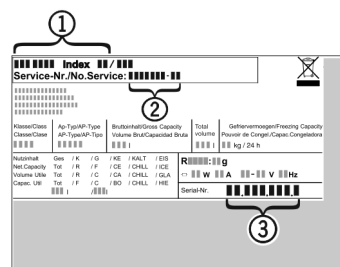 1
Index /
Service-Nr./No.Service: -
2
Klasse/Class
Classe/Clase
Ap-Typ/AP-Type
AP-Type/AP-Tipo
Bruttoinhalt/Gross Capacity
Volume Brut/Capacidad Bruta
l
Total
volume
l
Gefriervermoegen/Freezing Capacity
Pouvoir de Congel./Capac.Congeladora
kg / 24 h
Nutzinhalt Ges / K / G / KE / KALT / EIS
Net.Capacity Tot / R / F / CE / CHILL / ICE
Volume Utile Tot / R / C / CA / CHILL / GLA
Capac. Util Tot / F / C / BO / CHILL / HIE
l / l
R : g
W A - V Hz
Serial-Nr. . . .
3